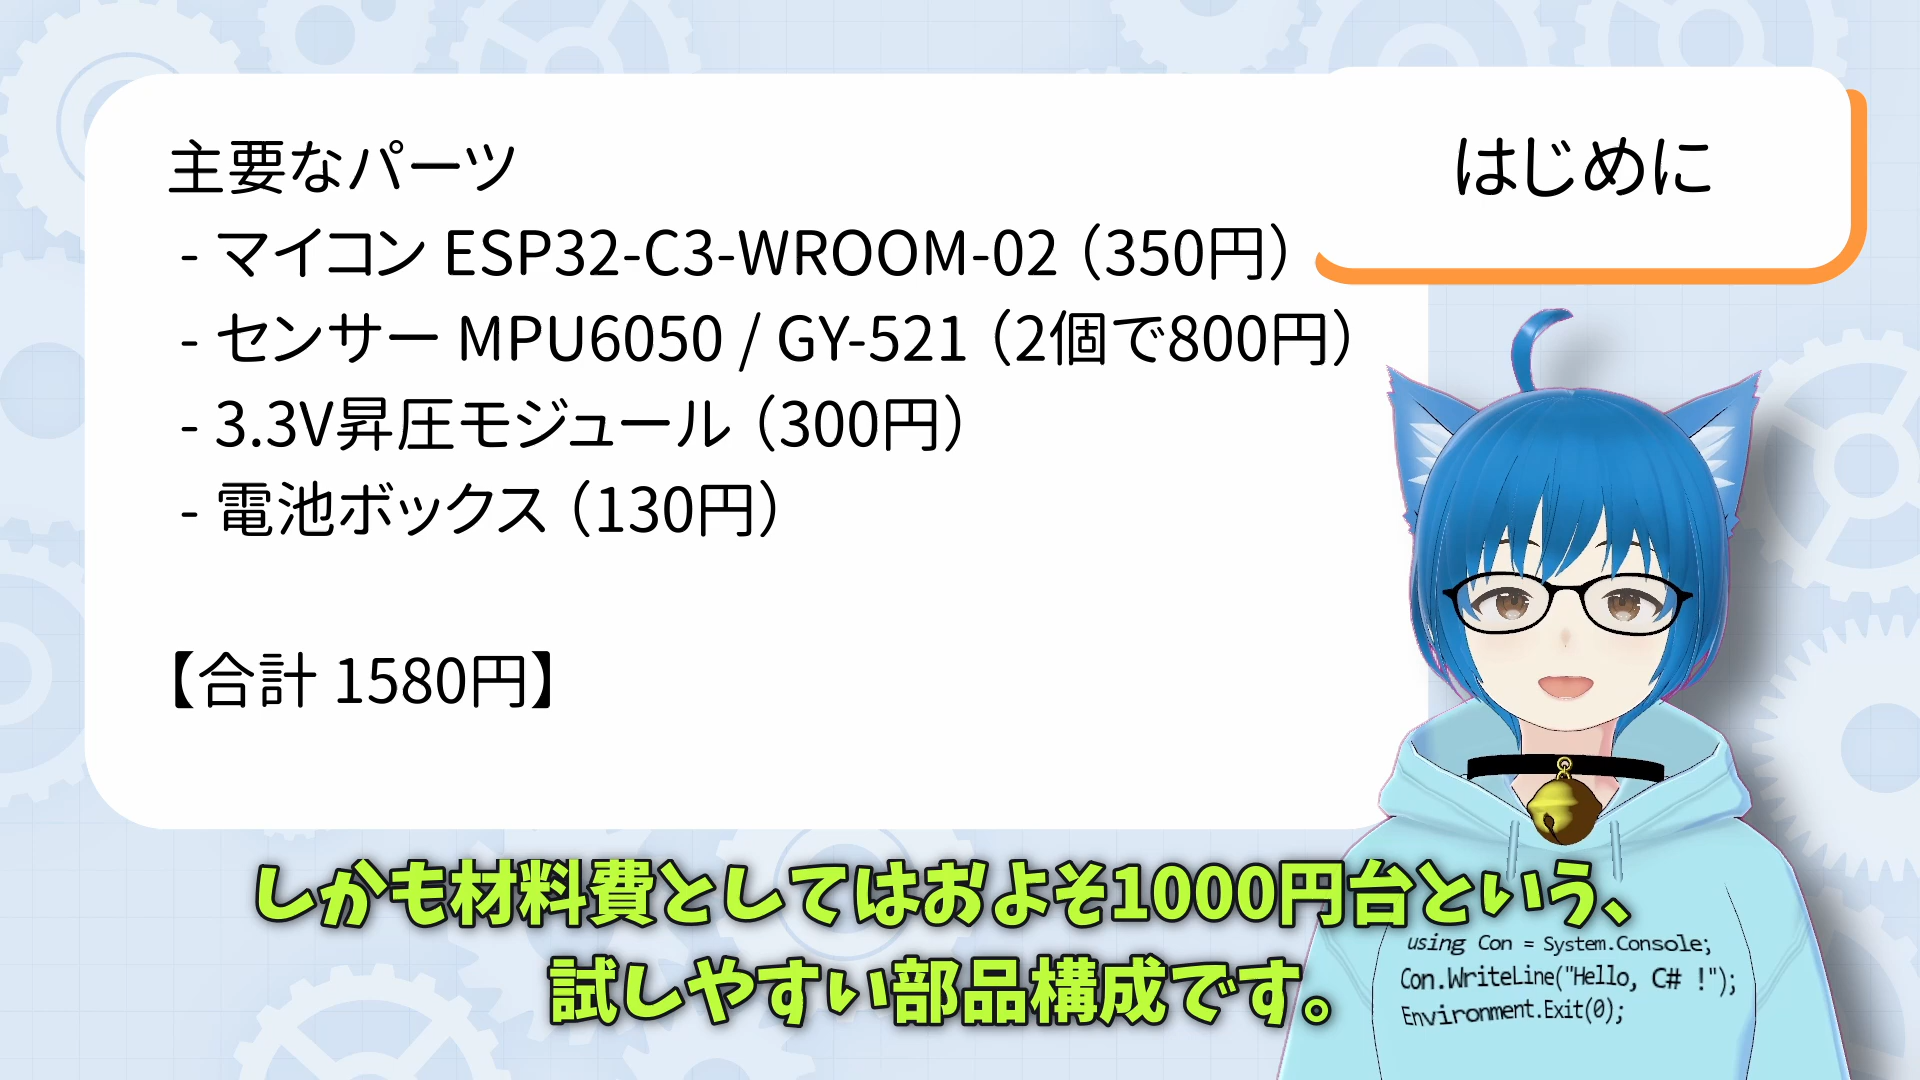 はじめに
主要なパーツ
- マイコン ESP32-C3-WROOM-02（350円）
- センサー MPU6050 / GY-521（2個で800円）
- 3.3V昇圧モジュール（300円）
- 電池ボックス（130円）
【合計 1580円】
しかも材料費としてはおよそ1000円台という、
試しやすい部品構成です。
using Con = System.Console;
Con.WriteLine("Hello, C# !");
Environment.Exit(0);